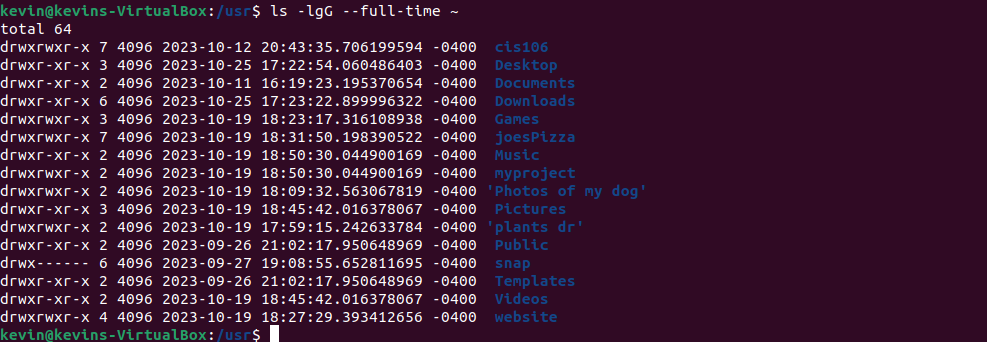 kevin@kevins-VirtualBox:/usr$ ls -lgG --full-time ~
total 64
drwxrwxr-x 7 4096 2023-10-12 20:43:35.706199594 -0400  cis106
drwxr-xr-x 3 4096 2023-10-25 17:22:54.060486403 -0400  Desktop
drwxr-xr-x 2 4096 2023-10-11 16:19:23.195370654 -0400  Documents
drwxr-xr-x 6 4096 2023-10-25 17:23:22.899996322 -0400  Downloads
drwxrwxr-x 3 4096 2023-10-19 18:23:17.316108938 -0400  Games
drwxrwxr-x 7 4096 2023-10-19 18:31:50.198390522 -0400  joesPizza
drwxr-xr-x 2 4096 2023-10-19 18:50:30.044900169 -0400  Music
drwxrwxr-x 2 4096 2023-10-19 18:50:30.044900169 -0400  myproject
drwxrwxr-x 2 4096 2023-10-19 18:09:32.563067819 -0400 'Photos of my dog'
drwxr-xr-x 3 4096 2023-10-19 18:45:42.016378067 -0400  Pictures
drwxrwxr-x 2 4096 2023-10-19 17:59:15.242633784 -0400 'plants dr'
drwxr-xr-x 2 4096 2023-09-26 21:02:17.950648969 -0400  Public
drwx------ 6 4096 2023-09-27 19:08:55.652811695 -0400  snap
drwxr-xr-x 2 4096 2023-09-26 21:02:17.950648969 -0400  Templates
drwxr-xr-x 2 4096 2023-10-19 18:45:42.016378067 -0400  Videos
drwxrwxr-x 4 4096 2023-10-19 18:27:29.393412656 -0400  website
kevin@kevins-VirtualBox:/usr$